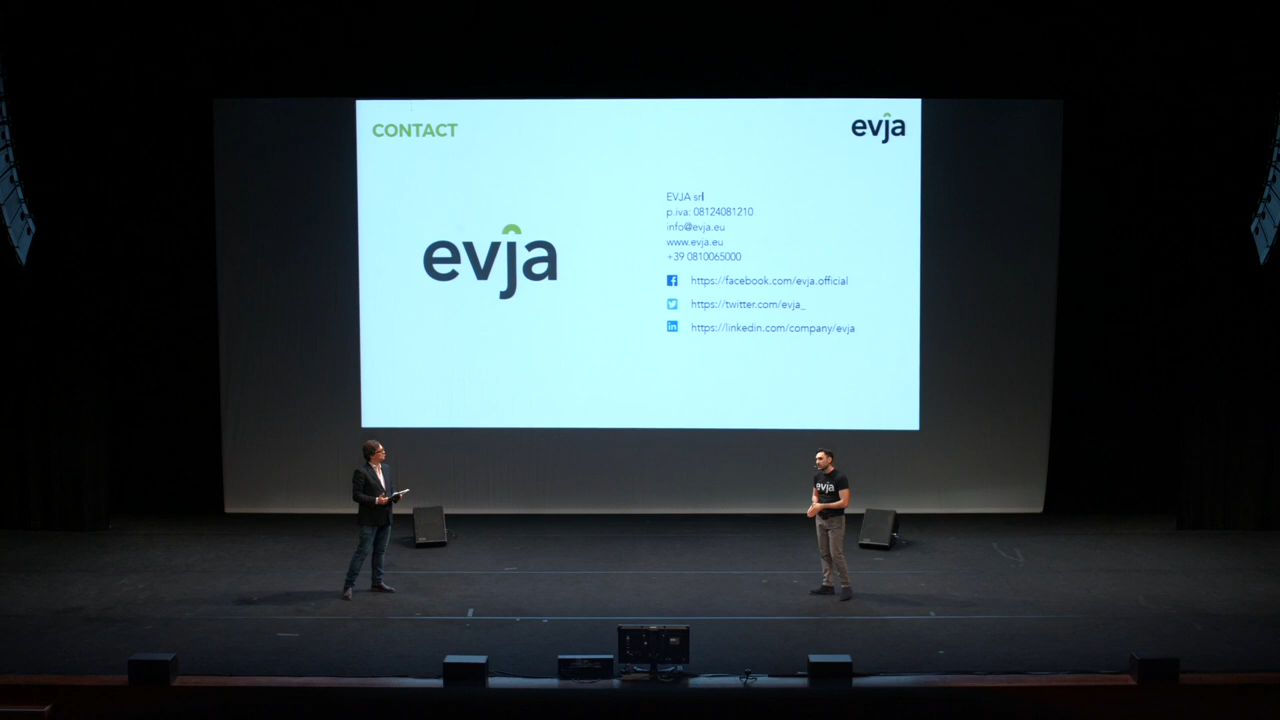 CONTACT
evja
evja
EVJA srl
p.iva: 08124081210
info@evja.eu
www.evja.eu
+39 0810065000
https://facebook.com/evja.official
https://twitter.com/evja_
in https://linkedin.com/company/evja
evja